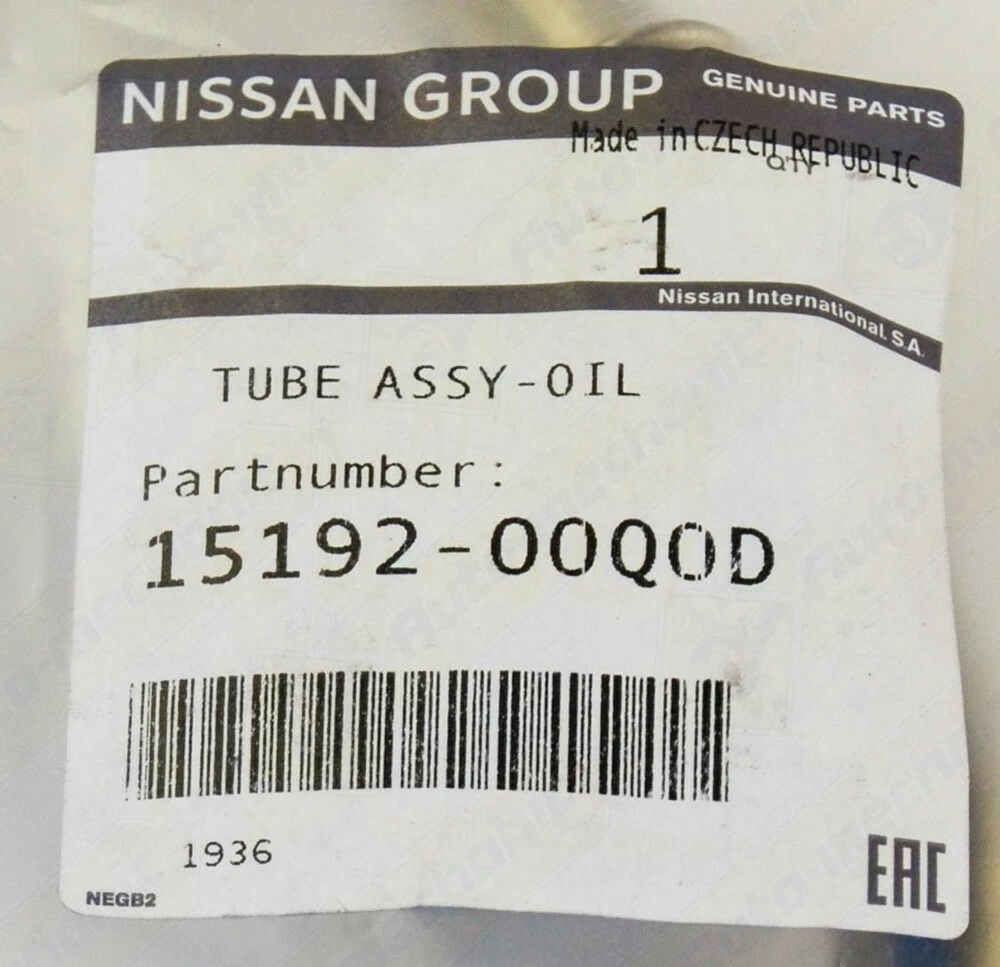 NISSAN GROUP GENUINE PARTS
Made in CZECH REPUBLIC
QTY
1
Nissan International. S.A.
TUBE ASSY-OIL
Partnumber:
15192-00Q0D
1936
NEGB2
EAC